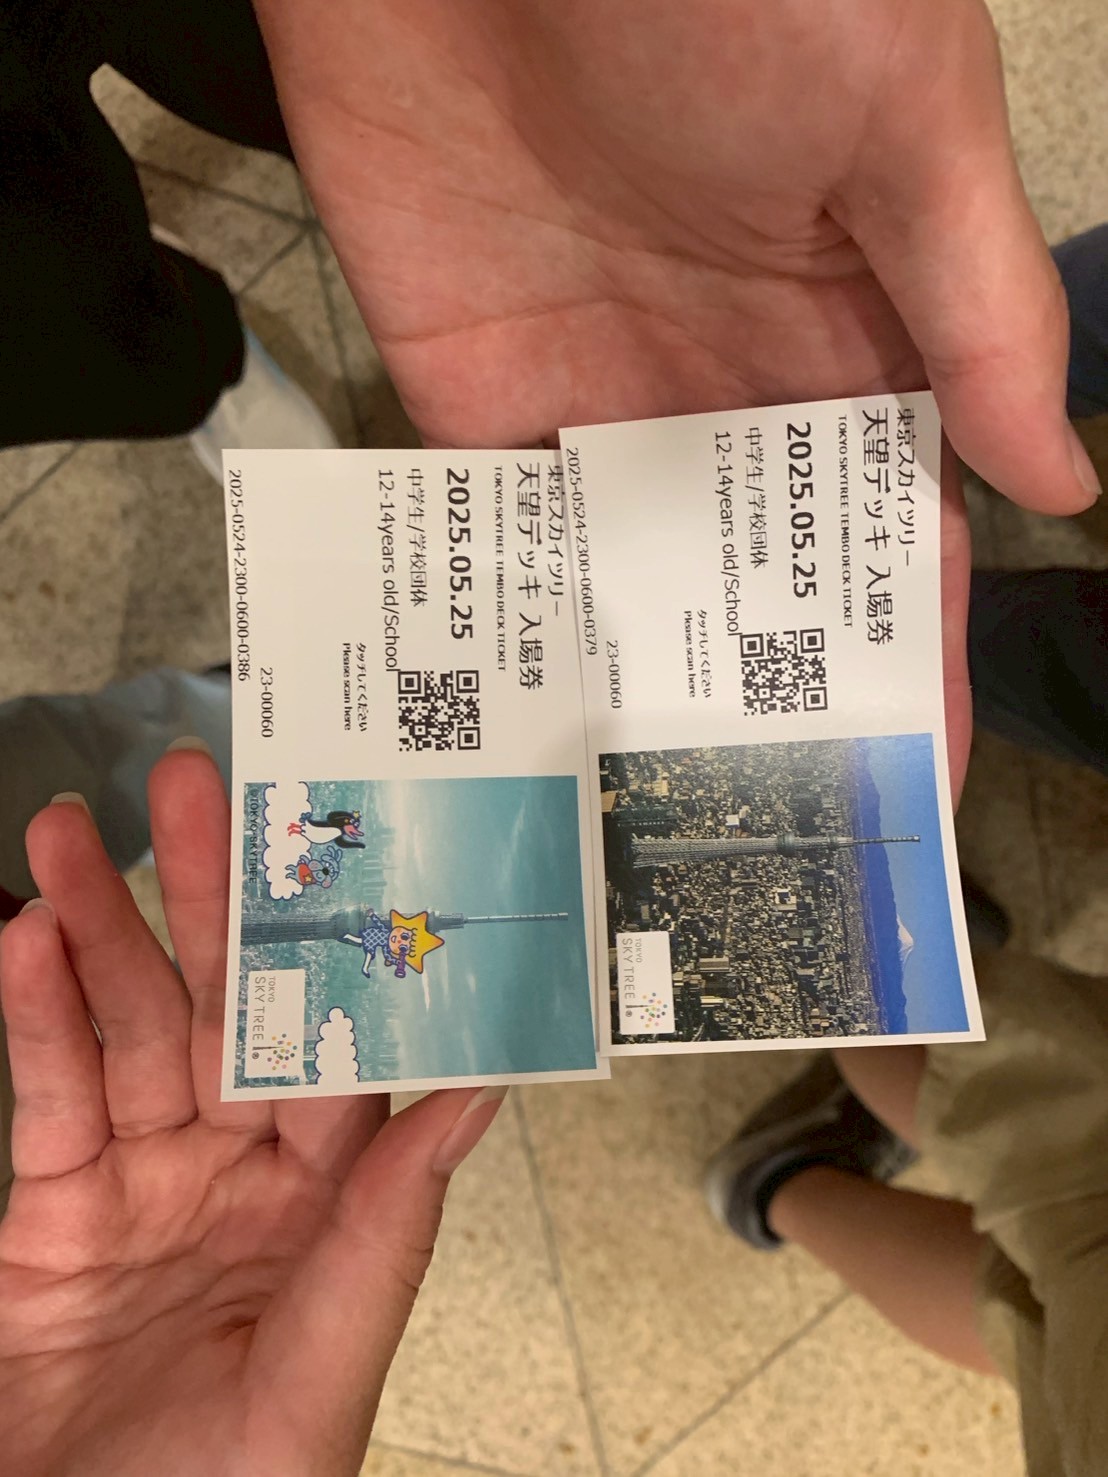 東京スカイツリー
天望デッキ 入場券
TOKYO SKYTREE TEMBO DECK TICKET
2025.05.25
中学生/学校団体
12-14years old/School
タッチしてください
Please scan here
23-00060
2025-0524-2300-0600-0379
TOKYO
SKYTREE®
東京スカイツリー
天望デッキ 入場券
TOKYO SKYTREE TEMBO DECK TICKET
2025.05.25
中学生/学校団体
12-14years old/School
タッチしてください
Please scan here
23-00060
2025-0524-2300-0600-0386
TOKYO SKYTREE
TOKYO
SKYTREE®